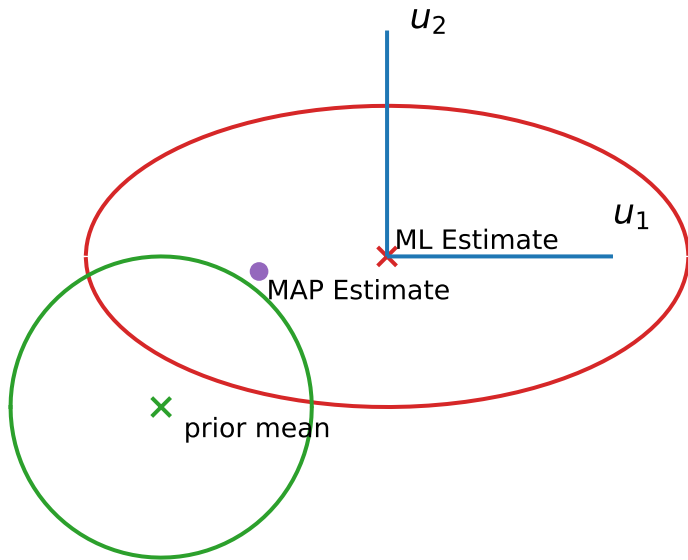 u₂
u₁
ML Estimate
MAP Estimate
prior mean